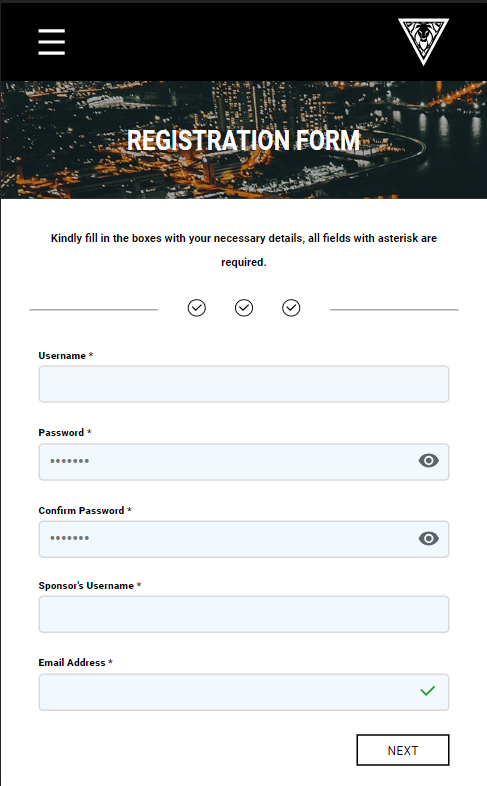 REGISTRATION FORM
Kindly fill in the boxes with your necessary details, all fields with asterisk are
required.
Username *
Password *
•••••••
Confirm Password *
•••••••
Sponsor's Username *
Email Address *
NEXT